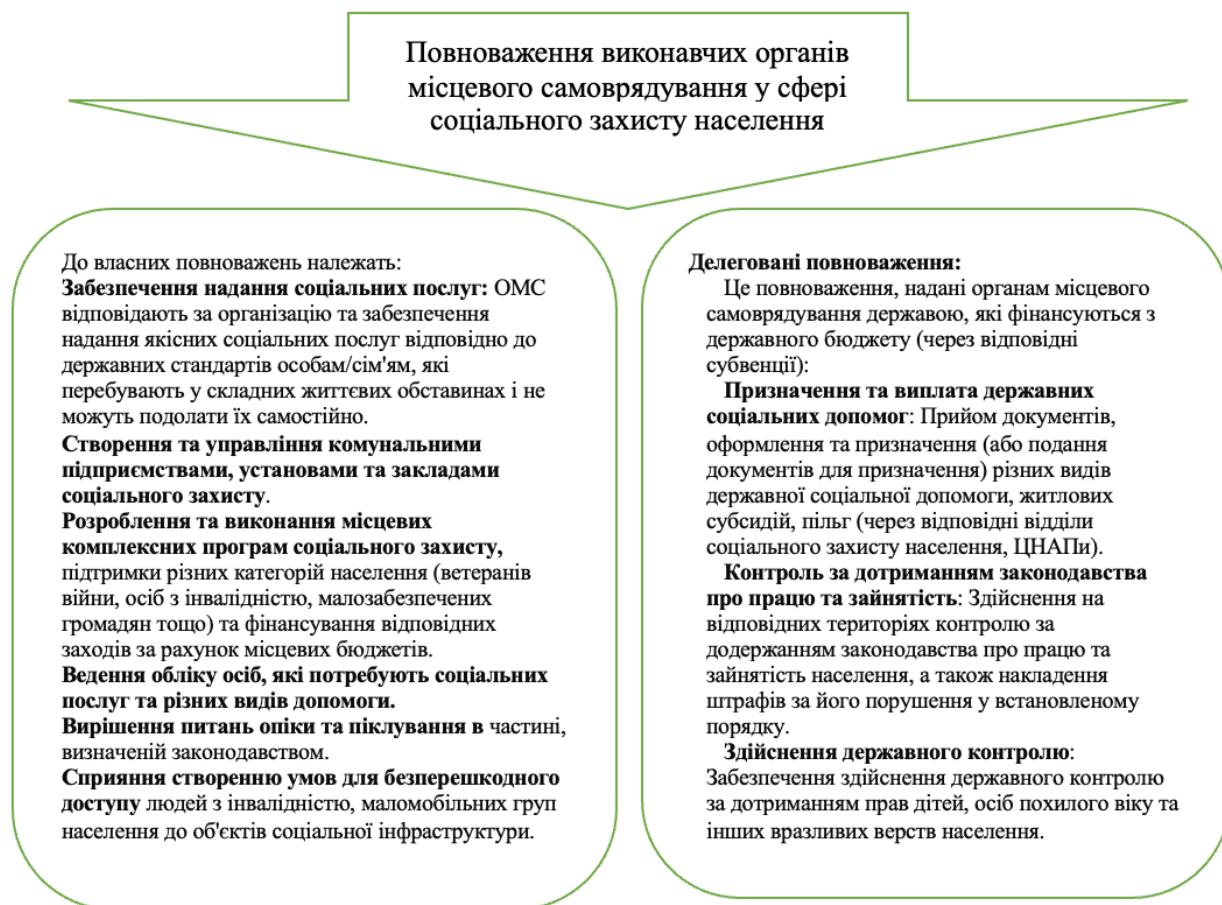 Повноваження виконавчих органів
місцевого самоврядування у сфері
соціального захисту населення
До власних повноважень належать:
Забезпечення надання соціальних послуг: ОМС
відповідають за організацію та забезпечення
надання якісних соціальних послуг відповідно до
державних стандартів особам/сім'ям, які
перебувають у складних життєвих обставинах і не
можуть подолати їх самостійно.
Створення та управління комунальними
підприємствами, установами та закладами
соціального захисту.
Розроблення та виконання місцевих
комплексних програм соціального захисту,
підтримки різних категорій населення (ветеранів
війни, осіб з інвалідністю, малозабезпечених
громадян тощо) та фінансування відповідних
заходів за рахунок місцевих бюджетів.
Ведення обліку осіб, які потребують соціальних
послуг та різних видів допомоги.
Вирішення питань опіки та піклування в частині,
визначеній законодавством.
Сприяння створенню умов для безперешкодного
доступу людей з інвалідністю, маломобільних груп
населення до об'єктів соціальної інфраструктури.
Делеговані повноваження:
Це повноваження, надані органам місцевого
самоврядування державою, які фінансуються з
державного бюджету (через відповідні
субвенції):
Призначення та виплата державних
соціальних допомог: Прийом документів,
оформлення та призначення (або подання
документів для призначення) різних видів
державної соціальної допомоги, житлових
субсидій, пільг (через відповідні відділи
соціального захисту населення, ЦНАПи).
Контроль за дотриманням законодавства
про працю та зайнятість: Здійснення на
відповідних територіях контролю за
додержанням законодавства про працю та
зайнятість населення, а також накладення
штрафів за його порушення у встановленому
порядку.
Здійснення державного контролю:
Забезпечення здійснення державного контролю
за дотриманням прав дітей, осіб похилого віку та
інших вразливих верств населення.